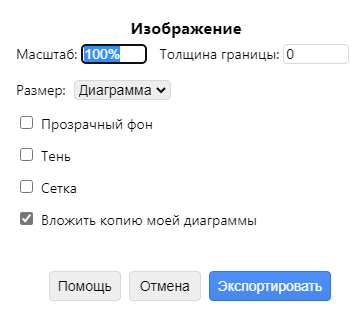 Изображение
Масштаб: 100% Толщина границы: 0
Размер: Диаграмма
Прозрачный фон
Тень
Сетка
Вложить копию моей диаграммы
Помощь Отмена Экспортировать